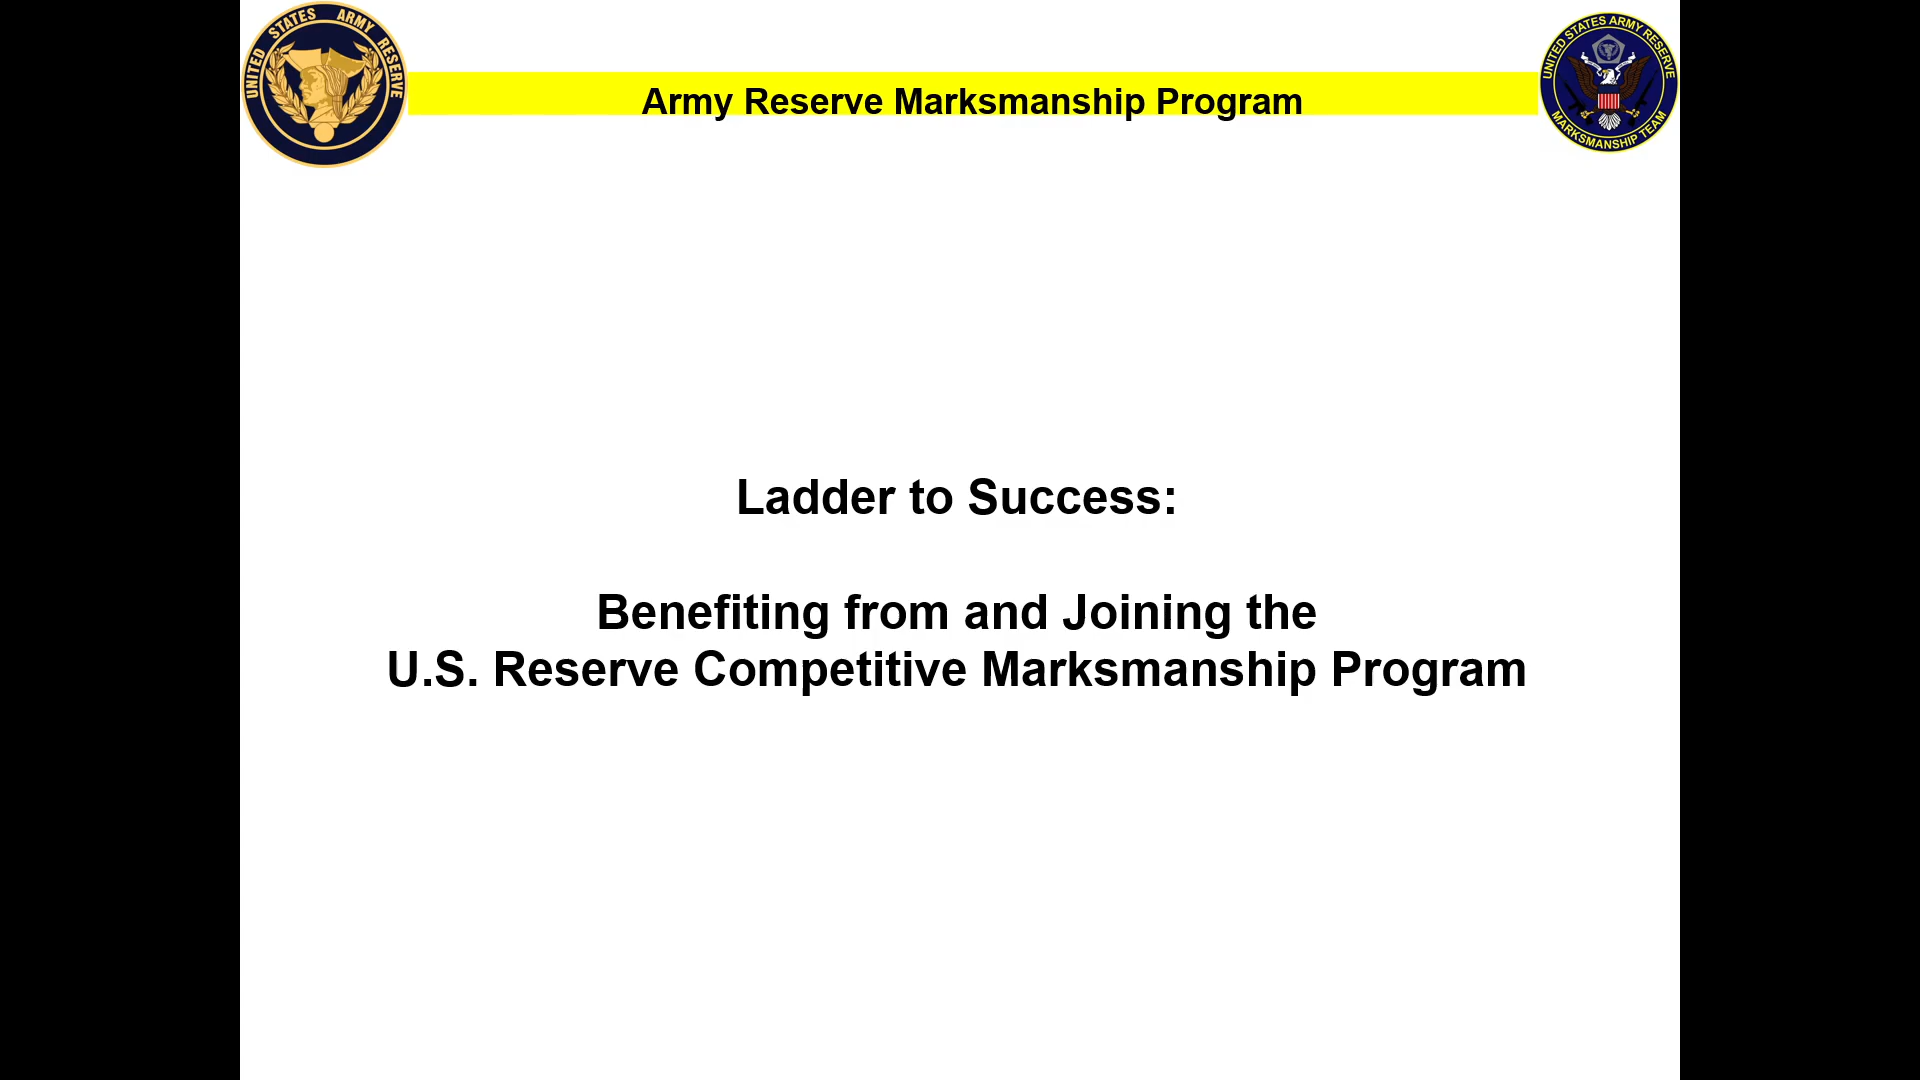 UNITED STATES ARMY RESERVE
Army Reserve Marksmanship Program
UNITED STATES ARMY RESERVE
MARKSMANSHIP TEAM
Ladder to Success:
Benefiting from and Joining the
U.S. Reserve Competitive Marksmanship Program